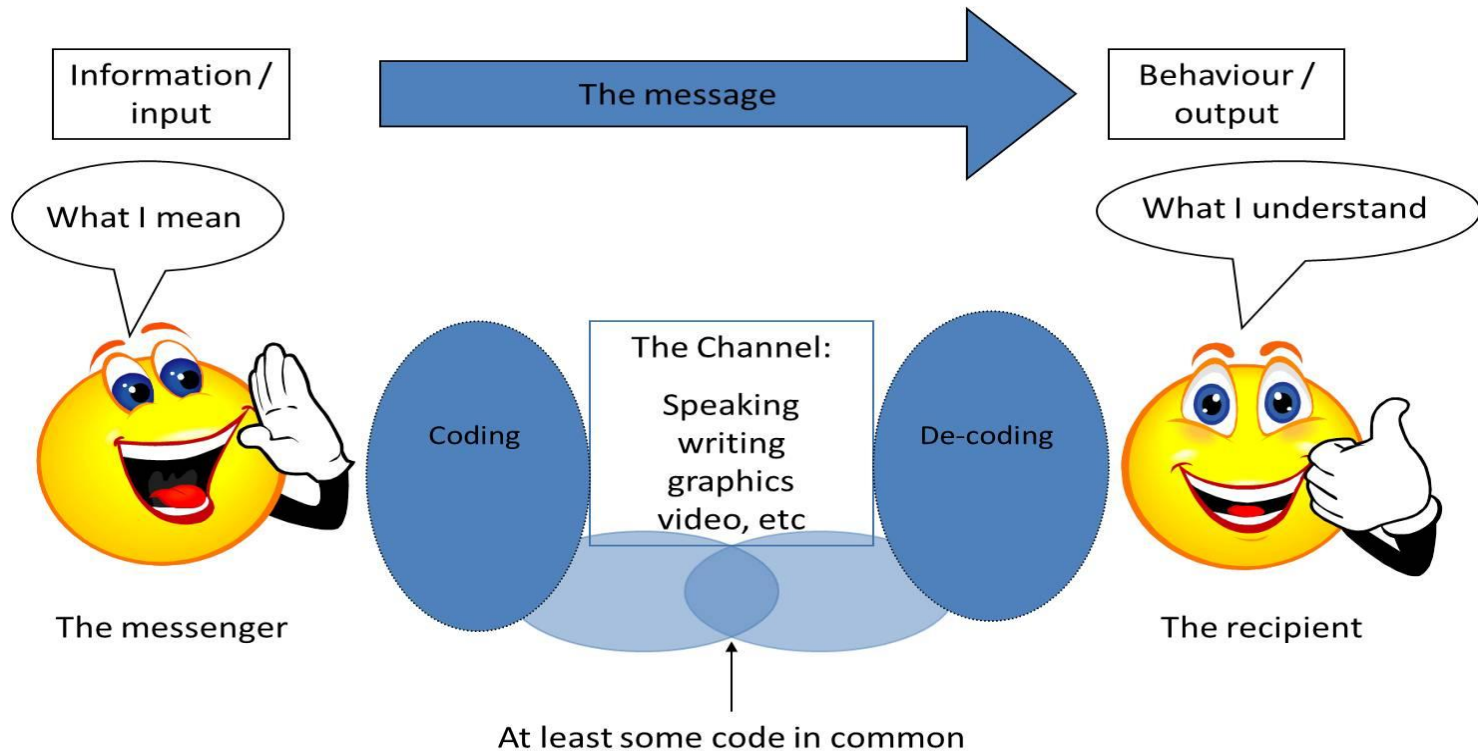 Information /
input
The message
Behaviour /
output
What I mean
What I understand
Coding
The Channel:
Speaking
writing
graphics
video, etc
De-coding
The messenger
The recipient
At least some code in common